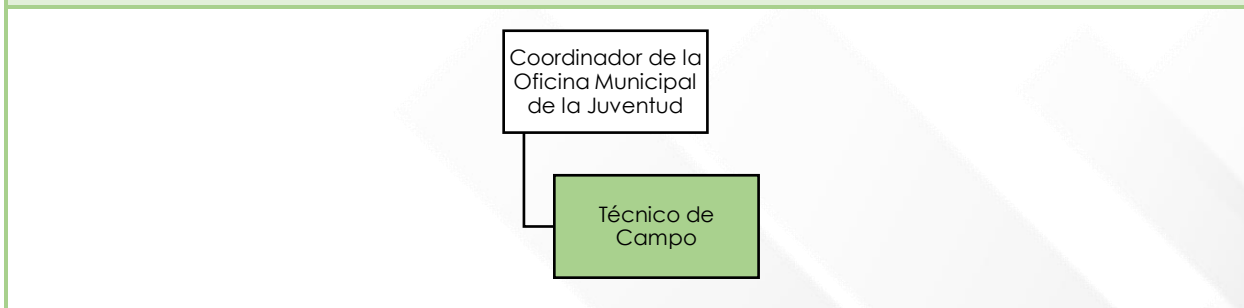 Coordinador de la
Oficina Municipal
de la Juventud
Técnico de
Campo